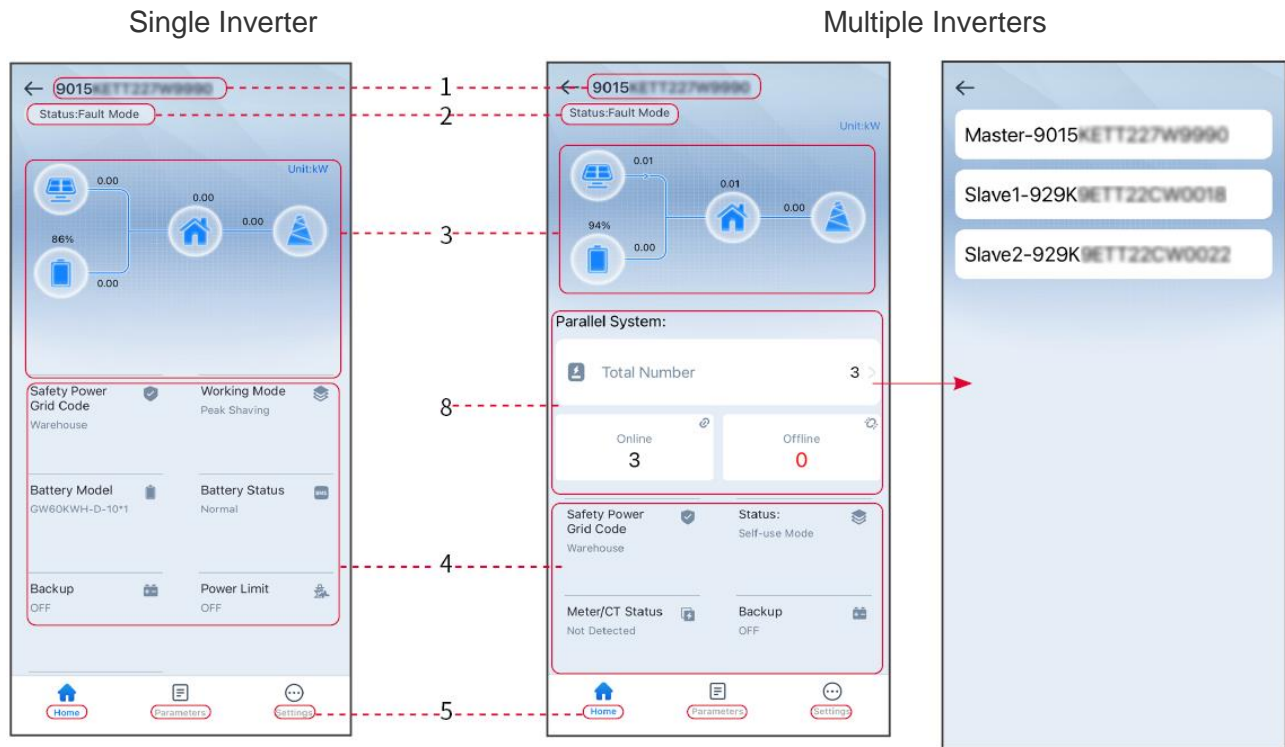 Single Inverter
Multiple Inverters
9015
Status:Fault Mode
Unit:kW
0.00
0.00
0.00
86%
0.00
Safety Power
Grid Code
Warehouse
Working Mode
Peak Shaving
Battery Model
GW60KWH-D-10*1
Battery Status
Normal
Backup
OFF
Power Limit
OFF
Home
Parameters
Settings
1
2
3
8
4
5
9015
Status:Fault Mode
Unit:kW
0.01
0.01
0.00
94%
0.00
Parallel System:
Total Number
3
Online
3
Offline
0
Safety Power
Grid Code
Warehouse
Status:
Self-use Mode
Meter/CT Status
Not Detected
Backup
OFF
Home
Parameters
Settings
Master-9015
Slave1-929K
Slave2-929K